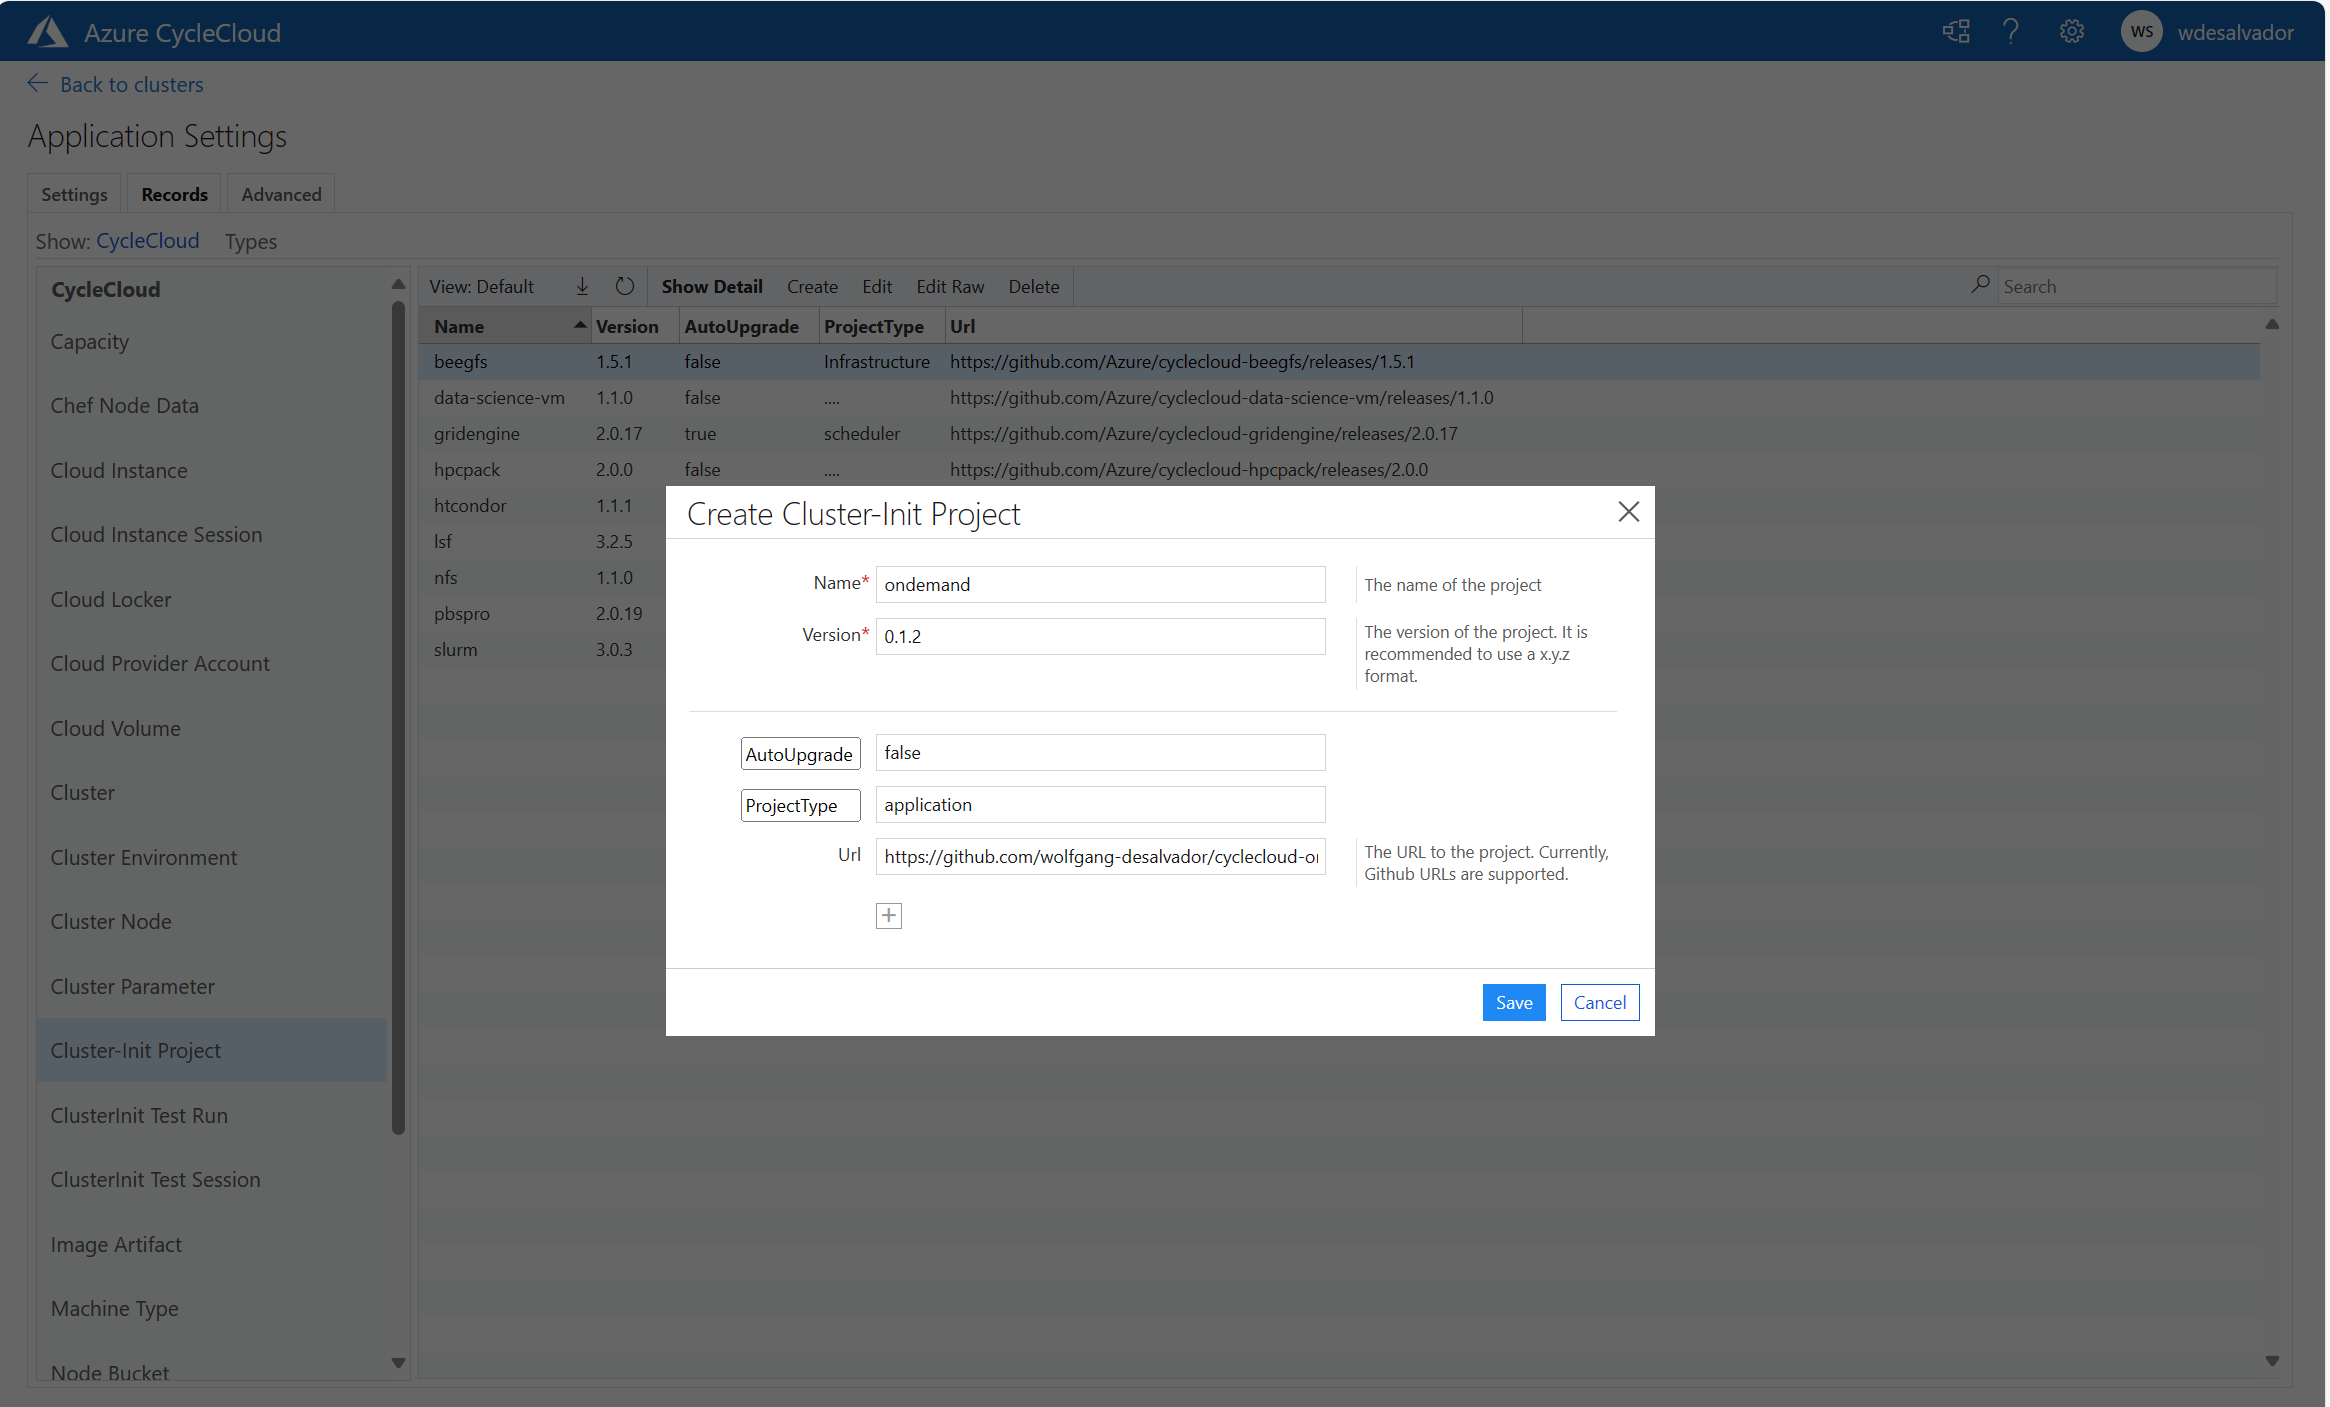 Azure CycleCloud
WS wdesalvador
Back to clusters
Application Settings
Settings Records Advanced
Show: CycleCloud Types
CycleCloud
Capacity
Chef Node Data
Cloud Instance
Cloud Instance Session
Cloud Locker
Cloud Provider Account
Cloud Volume
Cluster
Cluster Environment
Cluster Node
Cluster Parameter
Cluster-Init Project
ClusterInit Test Run
ClusterInit Test Session
Image Artifact
Machine Type
Node Bucket
View: Default Show Detail Create Edit Edit Raw Delete Search
Name Version AutoUpgrade ProjectType Url
beegfs 1.5.1 false Infrastructure https://github.com/Azure/cyclecloud-beegfs/releases/1.5.1
data-science-vm 1.1.0 false .... https://github.com/Azure/cyclecloud-data-science-vm/releases/1.1.0
gridengine 2.0.17 true scheduler https://github.com/Azure/cyclecloud-gridengine/releases/2.0.17
hpcpack 2.0.0 false .... https://github.com/Azure/cyclecloud-hpcpack/releases/2.0.0
htcondor 1.1.1
lsf 3.2.5
nfs 1.1.0
pbspro 2.0.19
slurm 3.0.3
Create Cluster-Init Project
Name* ondemand The name of the project
Version* 0.1.2 The version of the project. It is
recommended to use a x.y.z
format.
AutoUpgrade false
ProjectType application
Url https://github.com/wolfgang-desalvador/cyclecloud-o The URL to the project. Currently,
Github URLs are supported.
Save Cancel